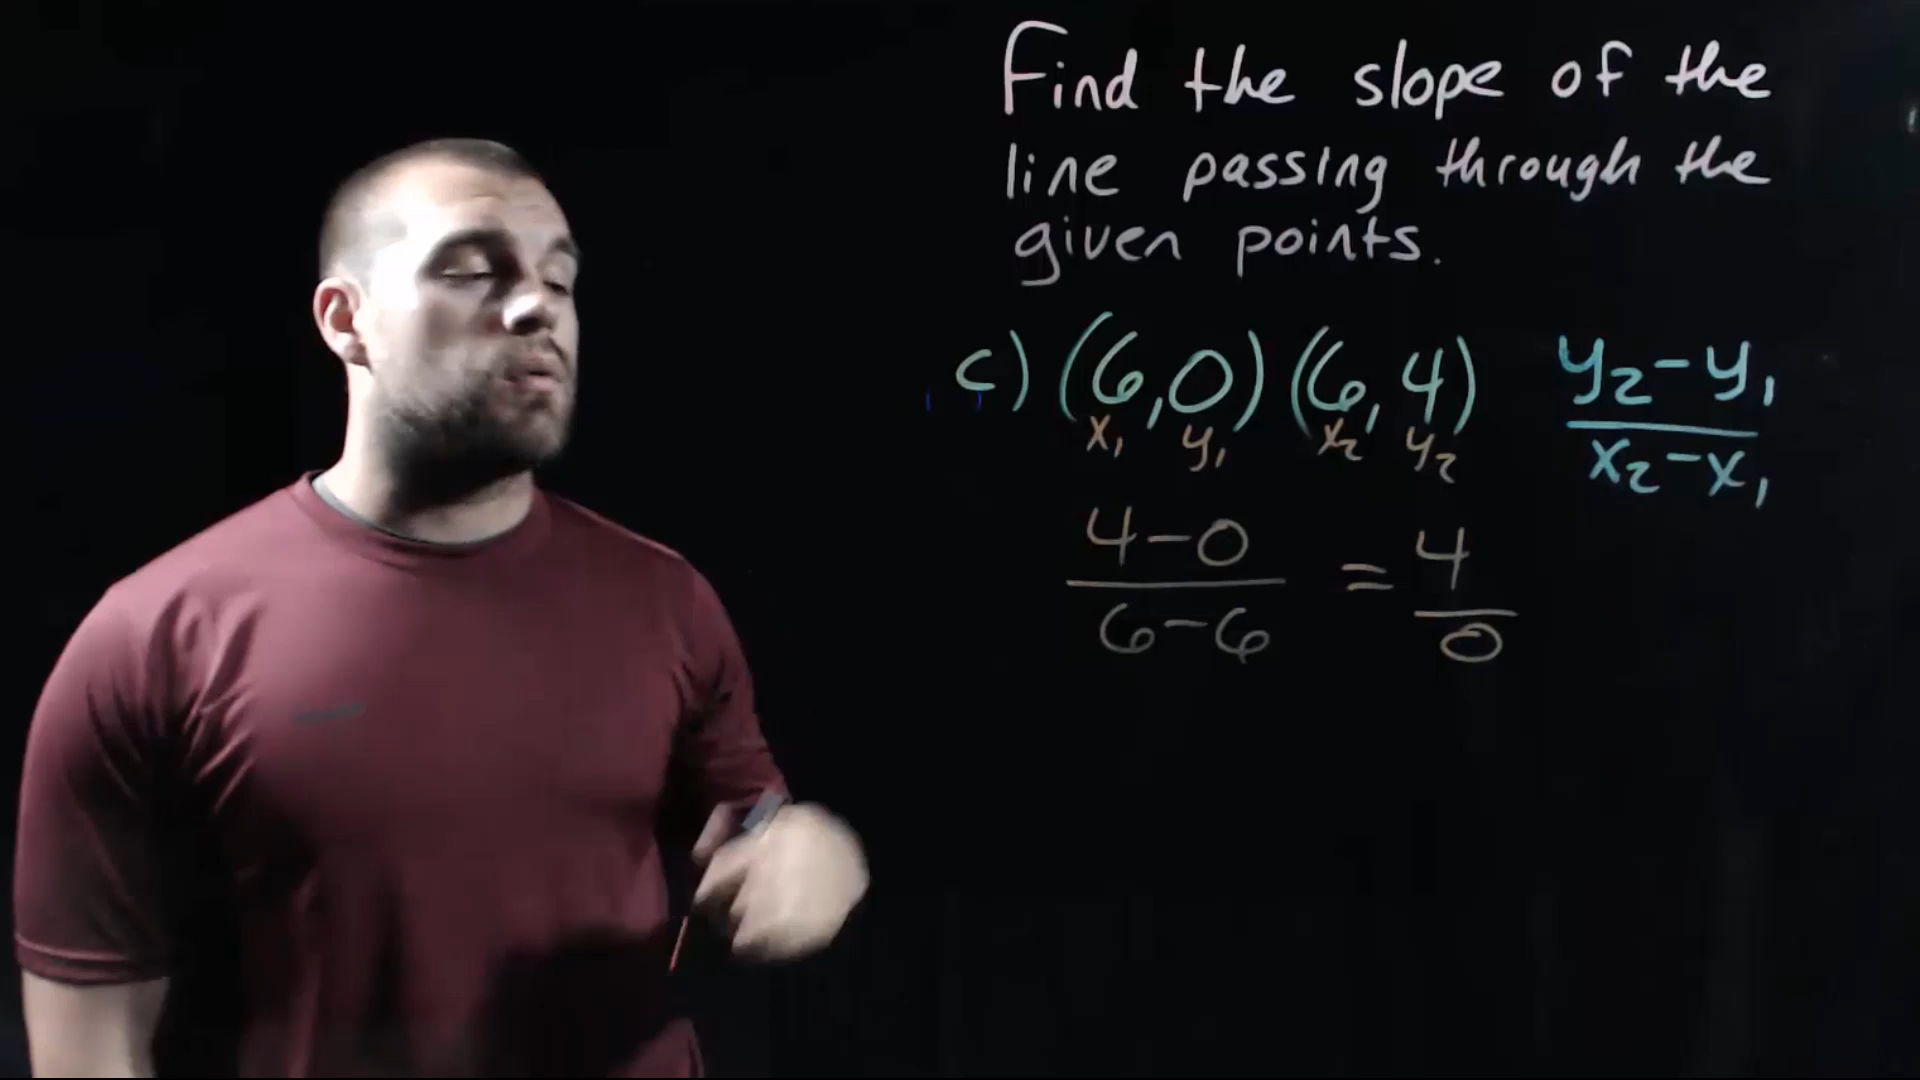 Find the slope of the
line passing through the
given points.
c) (6,0) (6,4) y₂-y₁
x₁ y₁ x₂ y₂ x₂-x₁
4-0 = 4
6-6 0